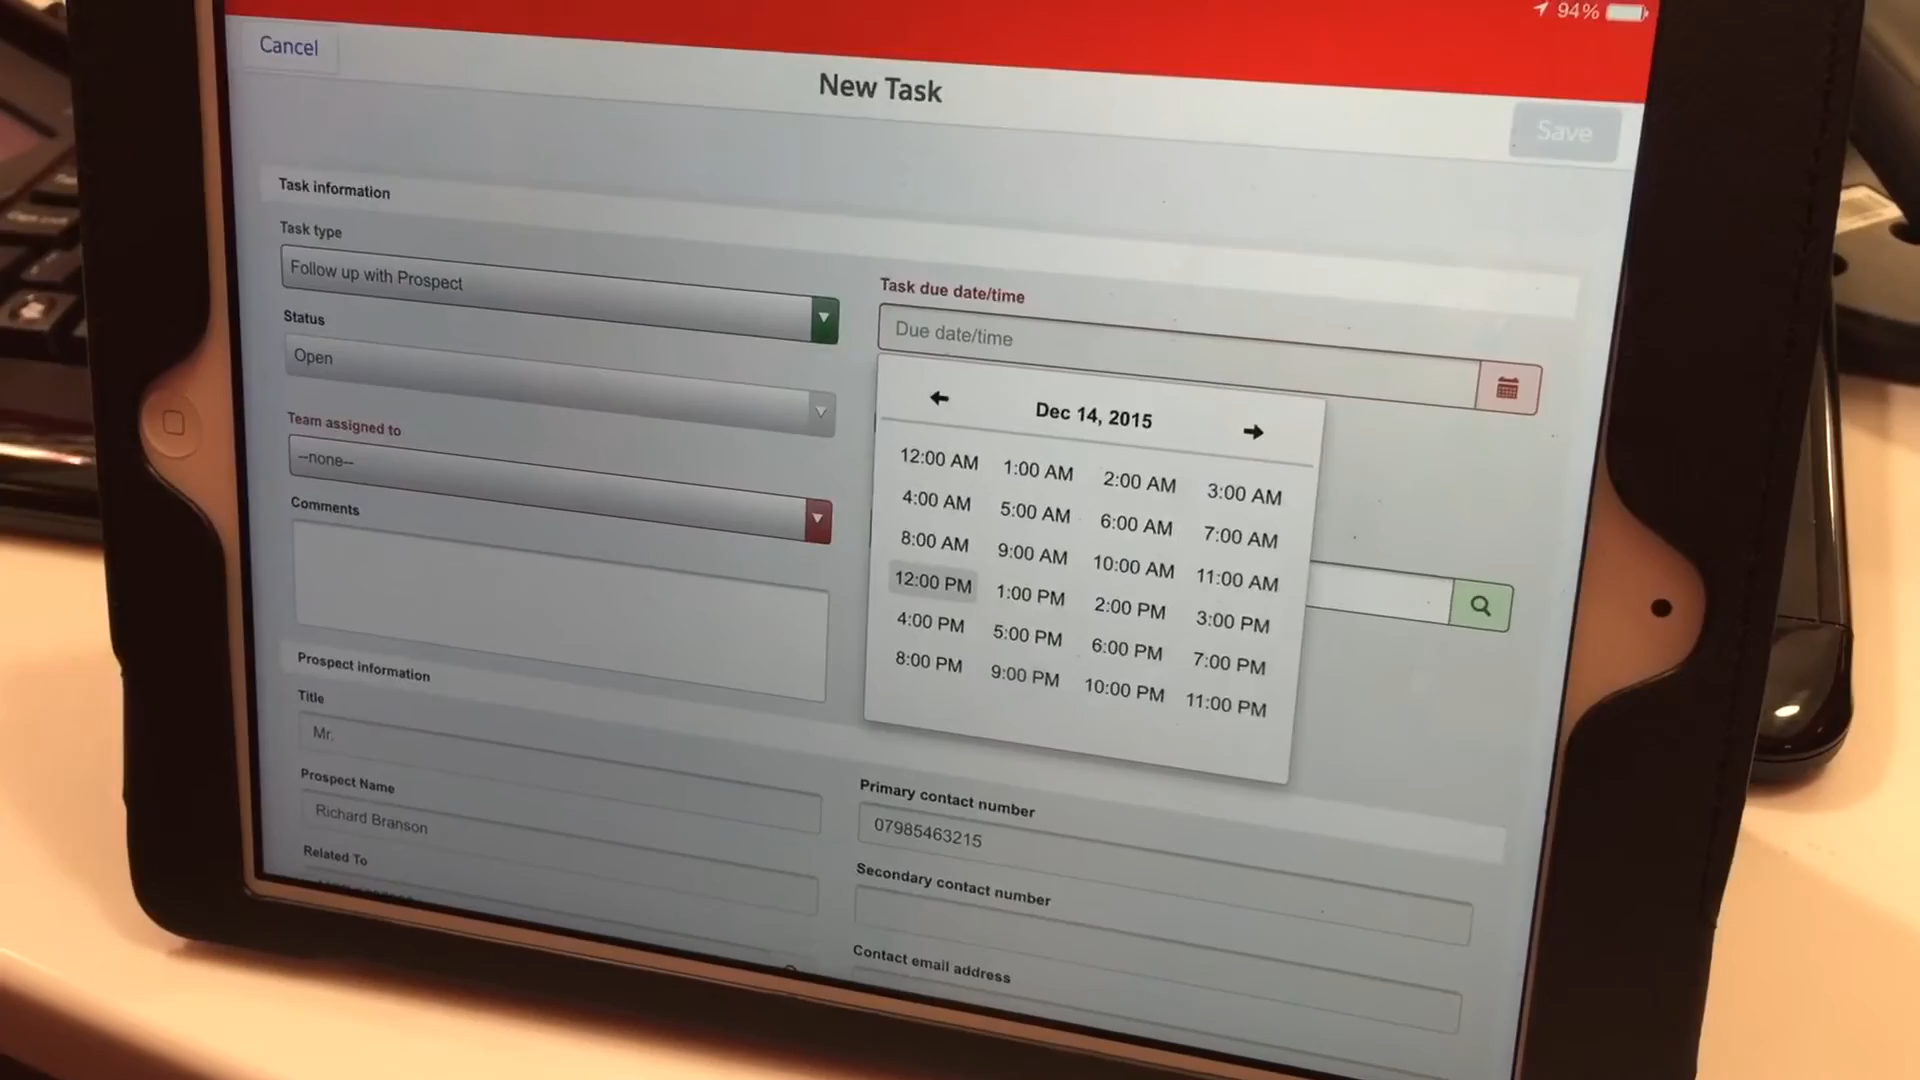 94%
Cancel
New Task
Save
Task information
Task type
Follow up with Prospect
Status
Open
Team assigned to
--none--
Comments
Task due date/time
Due date/time
Dec 14, 2015
12:00 AM 1:00 AM 2:00 AM 3:00 AM
4:00 AM 5:00 AM 6:00 AM 7:00 AM
8:00 AM 9:00 AM 10:00 AM 11:00 AM
12:00 PM 1:00 PM 2:00 PM 3:00 PM
4:00 PM 5:00 PM 6:00 PM 7:00 PM
8:00 PM 9:00 PM 10:00 PM 11:00 PM
Prospect information
Title
Mr.
Prospect Name
Richard Branson
Related To
Primary contact number
07985463215
Secondary contact number
Contact email address